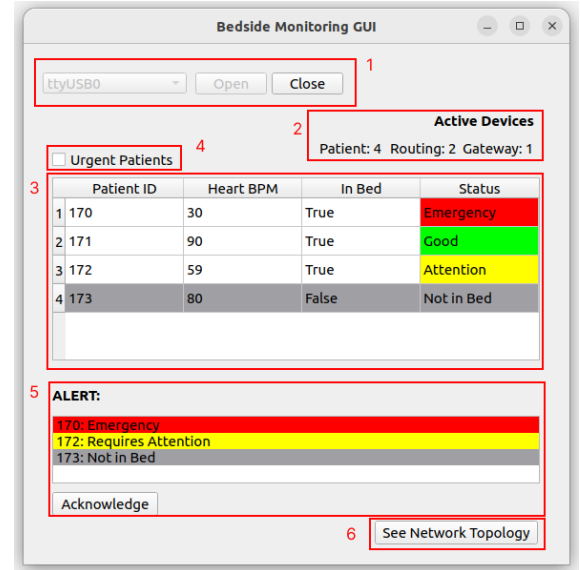 Bedside Monitoring GUI
1
ttyUSB0 Open Close
2 Active Devices
Patient: 4 Routing: 2 Gateway: 1
4
Urgent Patients
3 Patient ID Heart BPM In Bed Status
1 170 30 True Emergency
2 171 90 True Good
3 172 59 True Attention
4 173 80 False Not in Bed
5 ALERT:
170: Emergency
172: Requires Attention
173: Not in Bed
Acknowledge
6 See Network Topology